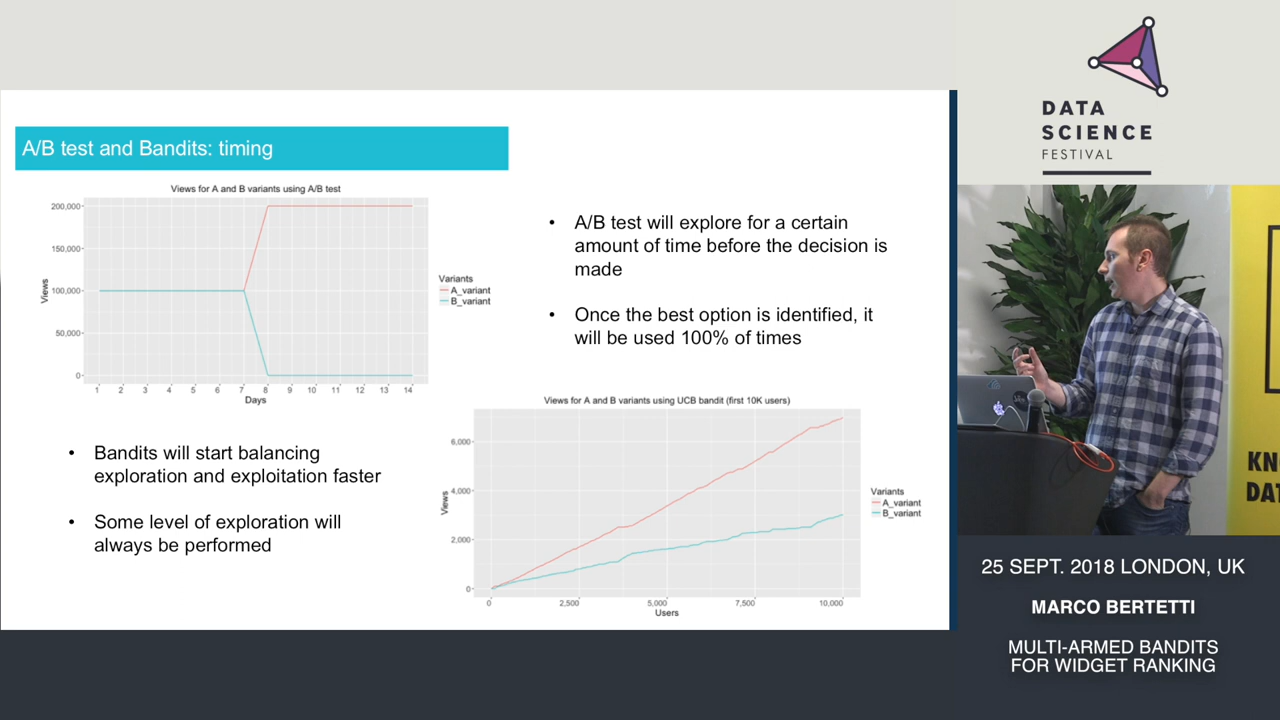 A/B test and Bandits: timing
Views for A and B variants using A/B test
200,000
150,000
100,000
50,000
0
Views
1 2 3 4 5 6 7 8 9 10 11 12 13 14
Days
Variants
A_variant
B_variant
• A/B test will explore for a certain
amount of time before the decision is
made
• Once the best option is identified, it
will be used 100% of times
• Bandits will start balancing
exploration and exploitation faster
• Some level of exploration will
always be performed
Views for A and B variants using UCB bandit (first 10K users)
6,000
4,000
2,000
0
Views
0 2,500 5,000 7,500 10,000
Users
Variants
A_variant
B_variant
DATA
SCIENCE
FESTIVAL
KN
DAT
25 SEPT. 2018 LONDON, UK
MARCO BERTETTI
MULTI-ARMED BANDITS
FOR WIDGET RANKING